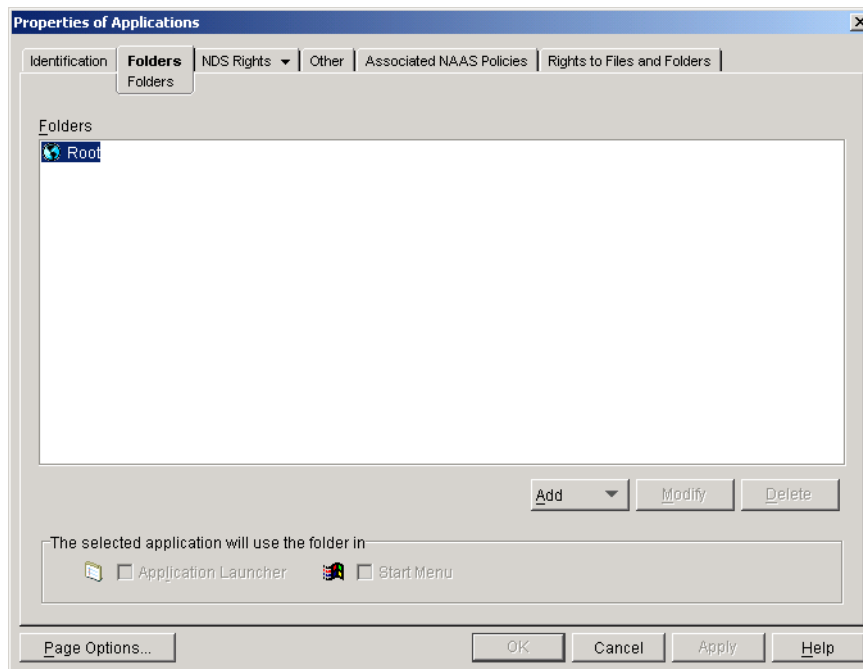 Properties of Applications
Identification Folders NDS Rights Other Associated NAAS Policies Rights to Files and Folders
Folders
Folders
Root
Add Modify Delete
The selected application will use the folder in
Application Launcher Start Menu
Page Options... OK Cancel Apply Help